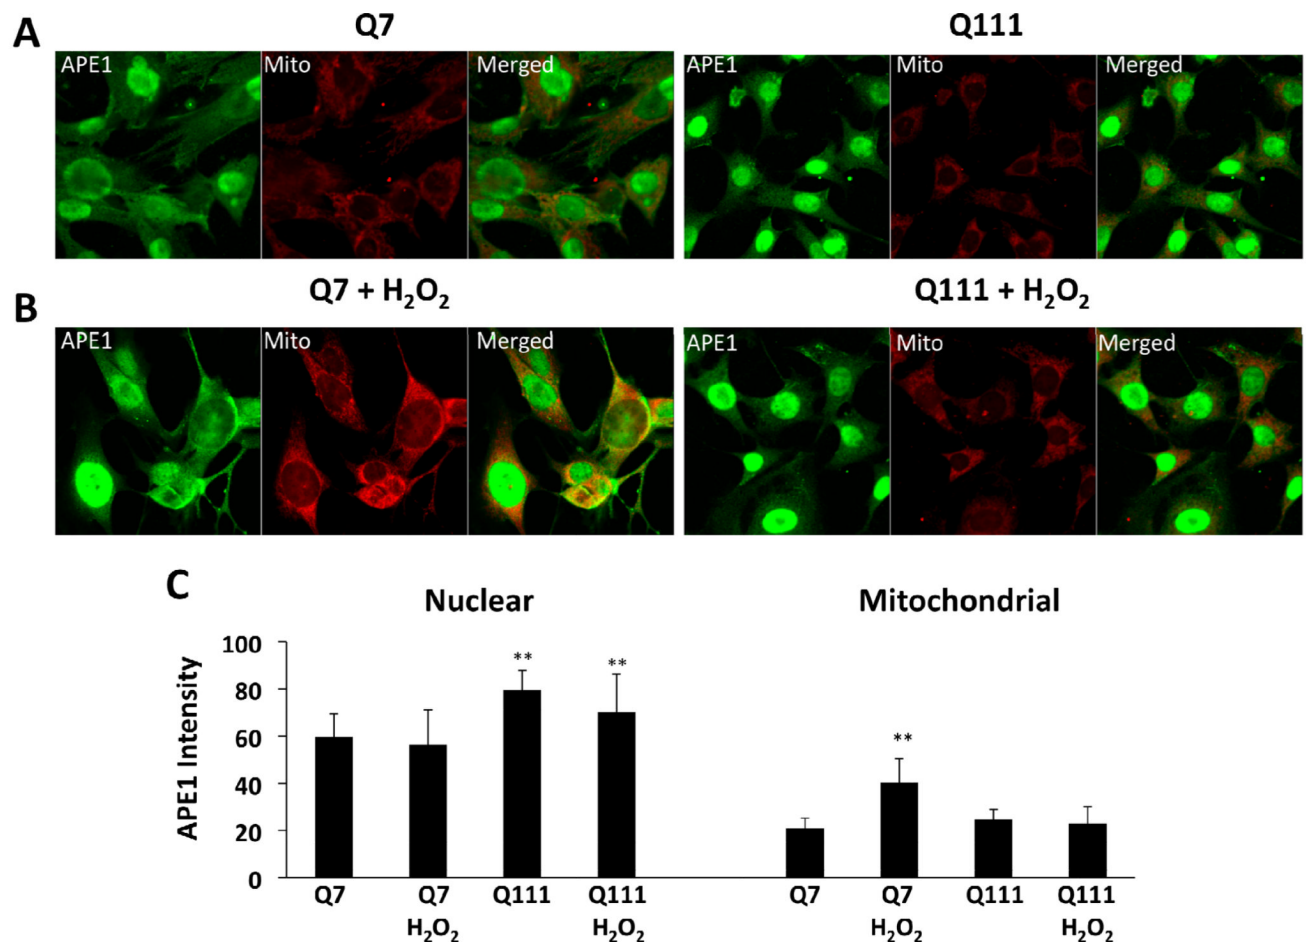 A
Q7
Q111
APE1
Mito
Merged
APE1
Mito
Merged
B
Q7 + H₂O₂
Q111 + H₂O₂
APE1
Mito
Merged
APE1
Mito
Merged
C
Nuclear
Mitochondrial
APE1 Intensity
100
80
60
40
20
0
**
**
**
Q7
Q7
H₂O₂
Q111
Q111
H₂O₂
Q7
Q7
H₂O₂
Q111
Q111
H₂O₂